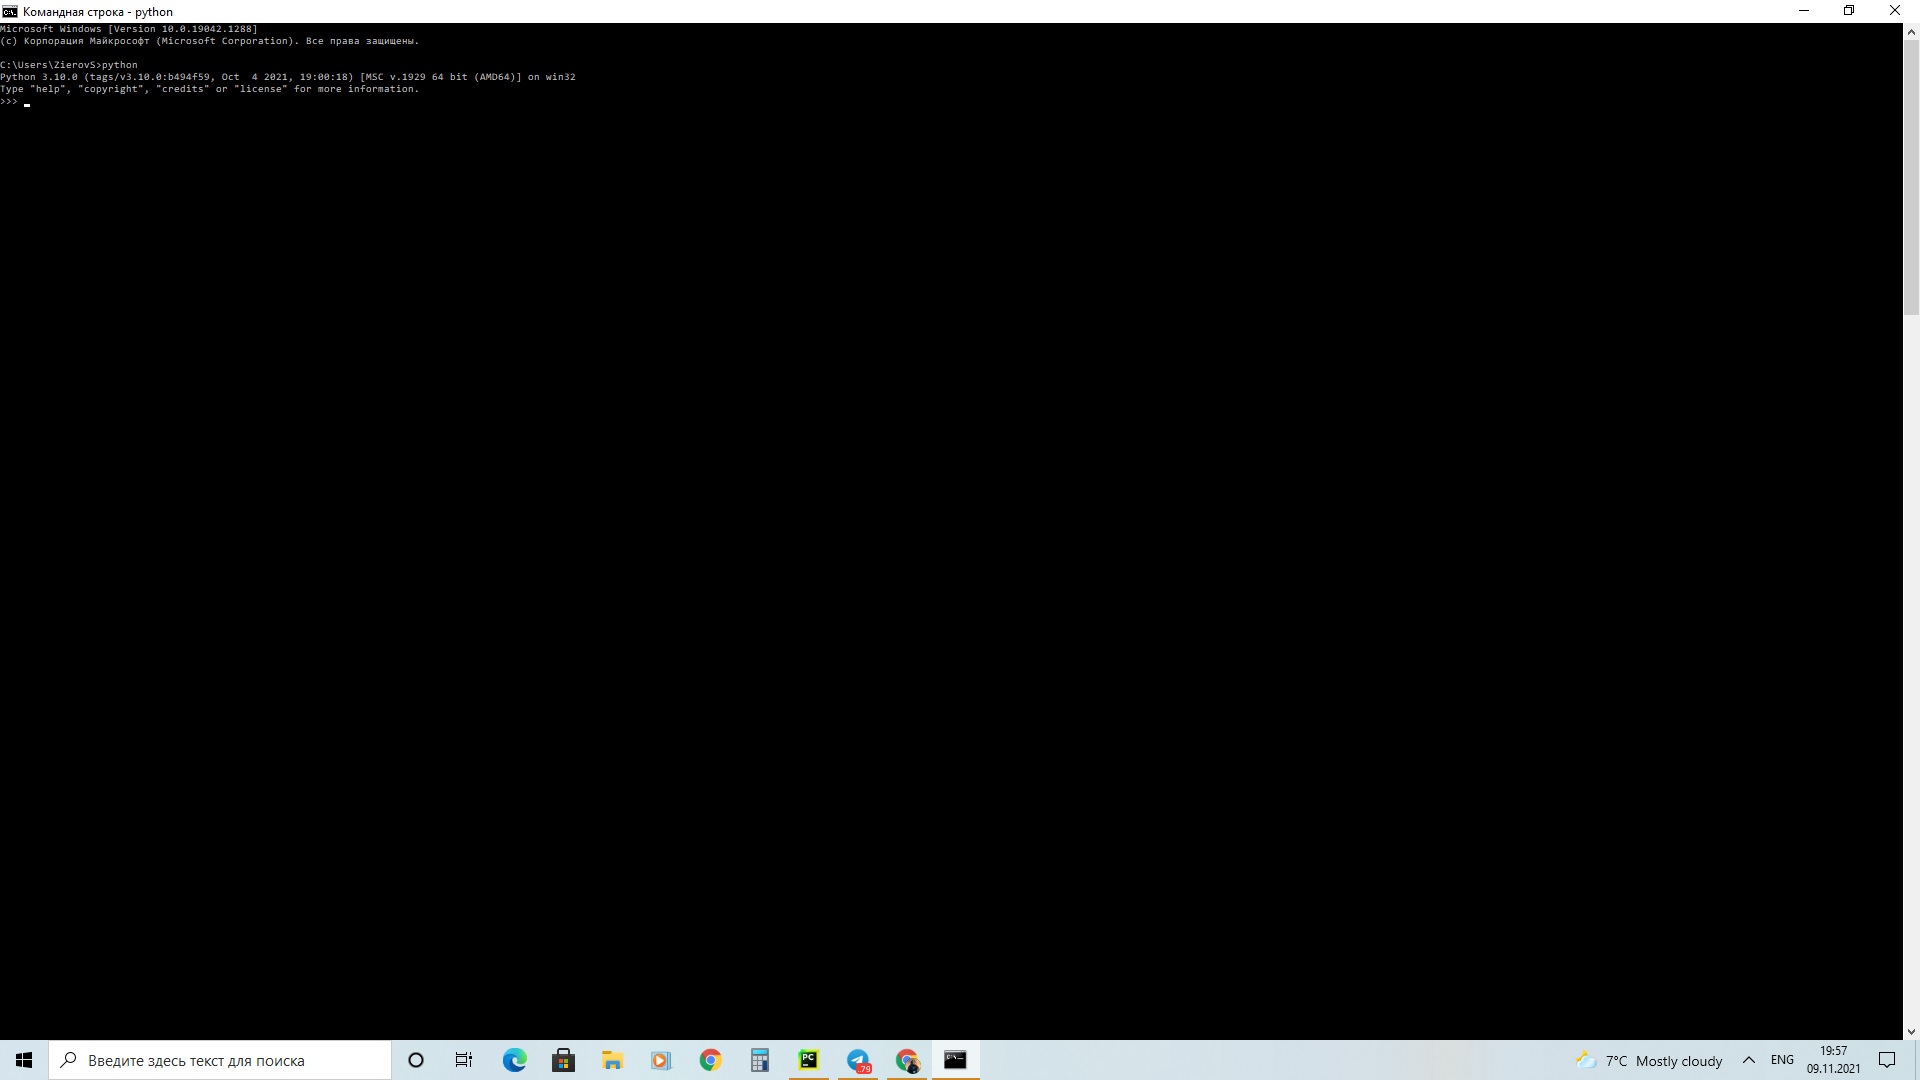 Командная строка - python
Microsoft Windows [Version 10.0.19042.1288]
(c) Корпорация Майкрософт (Microsoft Corporation). Все права защищены.
C:\Users\ZierovS>python
Python 3.10.0 (tags/v3.10.0:b494f59, Oct  4 2021, 19:00:18) [MSC v.1929 64 bit (AMD64)] on win32
Type "help", "copyright", "credits" or "license" for more information.
>>> _
Введите здесь текст для поиска
PC
.79
7°C Mostly cloudy
ENG
19:57
09.11.2021